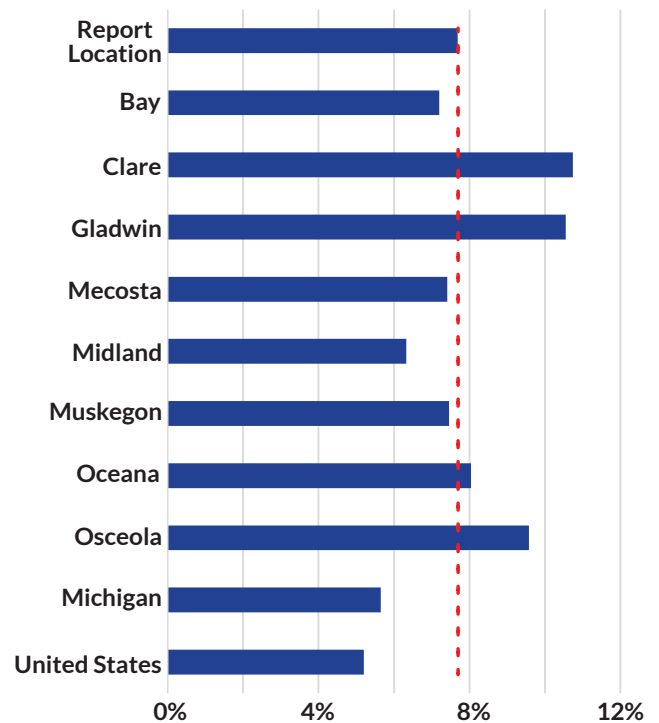 Report
Location
Bay
Clare
Gladwin
Mecosta
Midland
Muskegon
Oceana
Osceola
Michigan
United States
0% 4% 8% 12%